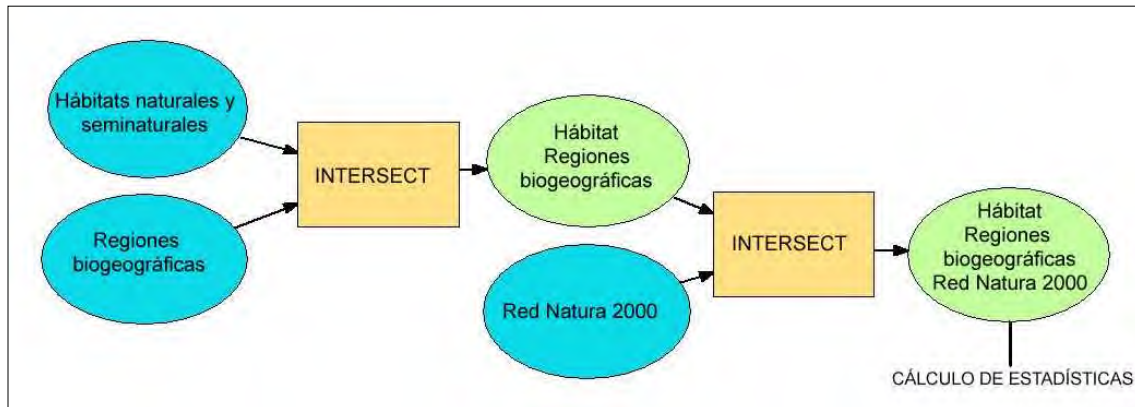 Hábitats naturales y
seminaturales
INTERSECT
Regiones
biogeográficas
Hábitat
Regiones
biogeográficas
Red Natura 2000
INTERSECT
Hábitat
Regiones
biogeográficas
Red Natura 2000
CÁLCULO DE ESTADÍSTICAS